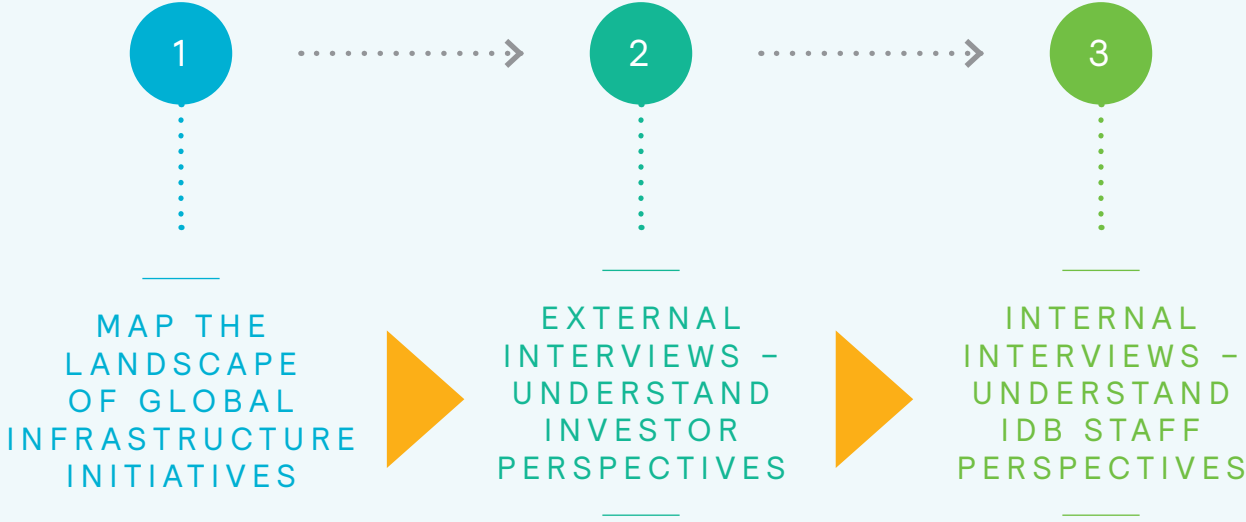 1
2
3
MAP THE
LANDSCAPE
OF GLOBAL
INFRASTRUCTURE
INITIATIVES
EXTERNAL
INTERVIEWS –
UNDERSTAND
INVESTOR
PERSPECTIVES
INTERNAL
INTERVIEWS –
UNDERSTAND
IDB STAFF
PERSPECTIVES